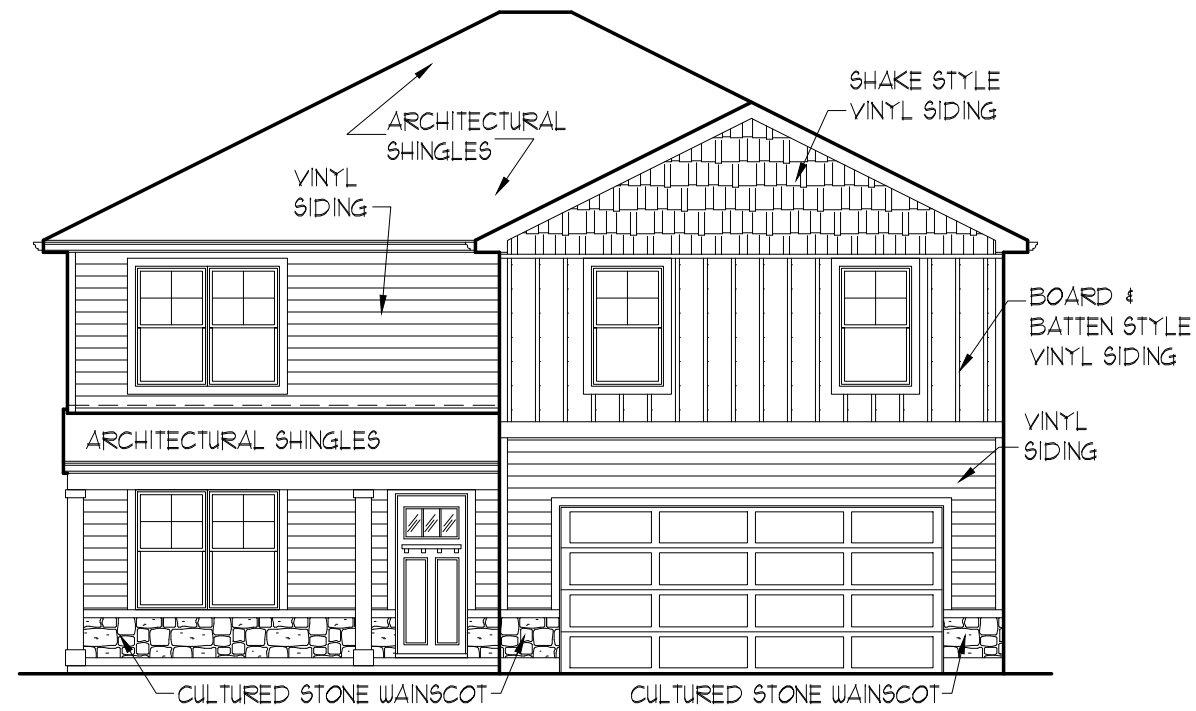 SHAKE STYLE
VINYL SIDING
ARCHITECTURAL
SHINGLES
VINYL
SIDING
BOARD &
BATTEN STYLE
VINYL SIDING
VINYL
SIDING
ARCHITECTURAL SHINGLES
CULTURED STONE WAINSCOT
CULTURED STONE WAINSCOT